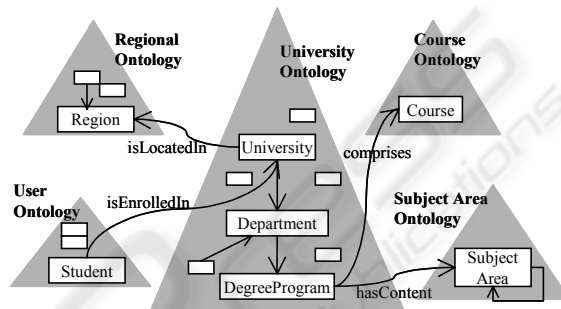 Regional
Ontology
University
Ontology
Course
Ontology
Region
Course
University
isLocatedIn
comprises
User
Ontology
isEnrolledIn
Subject Area
Ontology
Department
Student
Subject
Area
DegreeProgram
hasContent